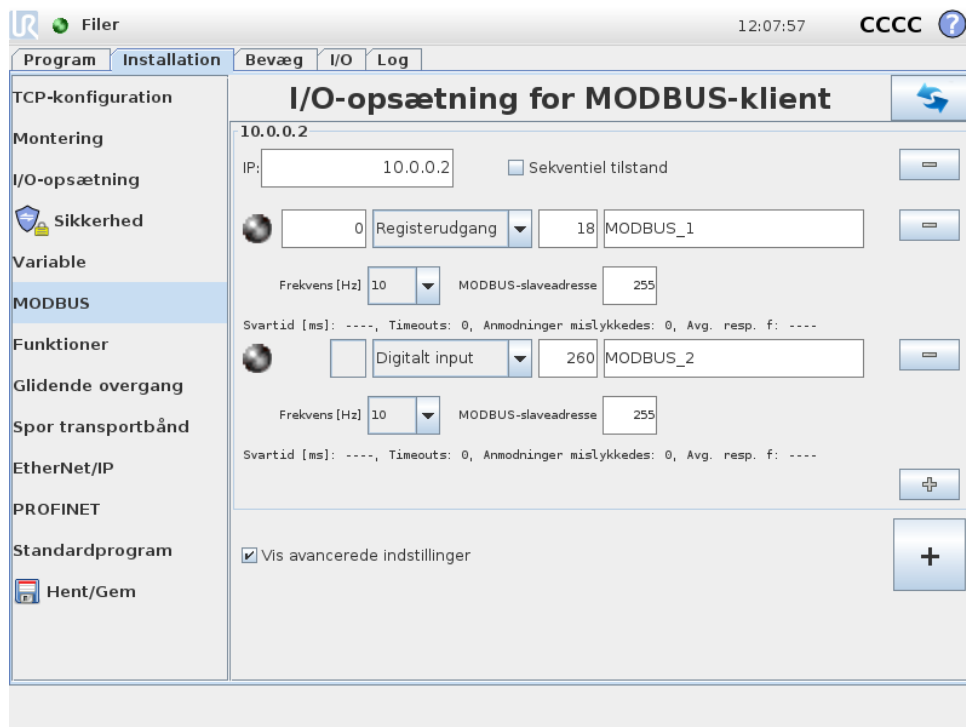 UR Filer 12:07:57 CCCC ?
Program Installation Bevæg I/O Log
TCP-konfiguration
Montering
I/O-opsætning
Sikkerhed
Variable
MODBUS
Funktioner
Glidende overgang
Spor transportbånd
EtherNet/IP
PROFINET
Standardprogram
Hent/Gem
I/O-opsætning for MODBUS-klient
10.0.0.2
IP: 10.0.0.2 Sekventiel tilstand
0 Registerudgang 18 MODBUS_1
Frekvens [Hz] 10 MODBUS-slaveadresse 255
Svartid [ms]: ----, Timeouts: 0, Anmodninger mislykkedes: 0, Avg. resp. f: ----
Digitalt input 260 MODBUS_2
Frekvens [Hz] 10 MODBUS-slaveadresse 255
Svartid [ms]: ----, Timeouts: 0, Anmodninger mislykkedes: 0, Avg. resp. f: ----
Vis avancerede indstillinger